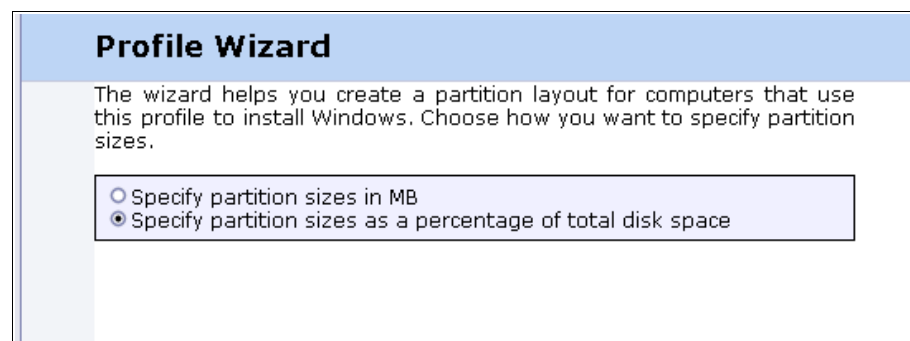 Profile Wizard
The wizard helps you create a partition layout for computers that use
this profile to install Windows. Choose how you want to specify partition
sizes.
Specify partition sizes in MB
Specify partition sizes as a percentage of total disk space